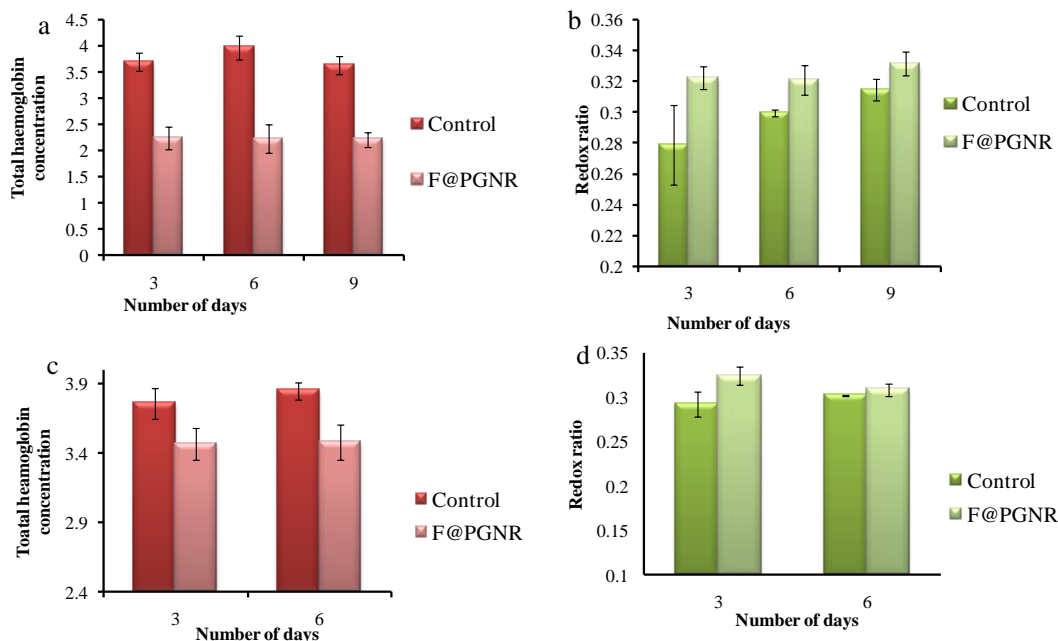 a
4.5
4
3.5
3
2.5
2
1.5
1
0.5
0
Total haemoglobin
concentration
3 6 9
Number of days
Control
F@PGNR
b
0.36
0.34
0.32
0.3
0.28
0.26
0.24
0.22
0.2
Redox ratio
3 6 9
Number of days
Control
F@PGNR
c
3.9
3.4
2.9
2.4
Toatal heamoglobin
concentration
3 6
Number of days
Control
F@PGNR
d
0.35
0.3
0.25
0.2
0.15
0.1
Redox ratio
3 6
Number of days
Control
F@PGNR